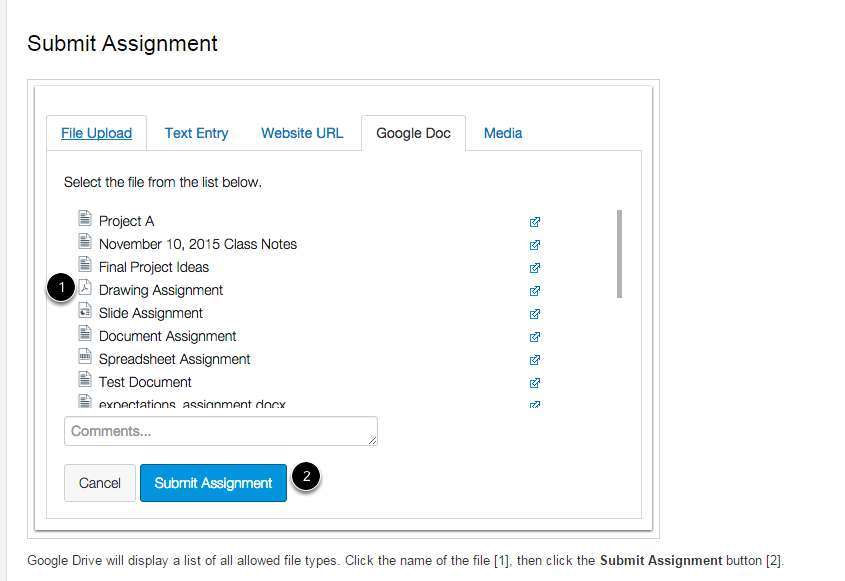 Submit Assignment
File Upload Text Entry Website URL Google Doc Media
Select the file from the list below.
Project A
November 10, 2015 Class Notes
Final Project Ideas
1 Drawing Assignment
Slide Assignment
Document Assignment
Spreadsheet Assignment
Test Document
expectations_assignment.docx
Comments...
Cancel Submit Assignment 2
Google Drive will display a list of all allowed file types. Click the name of the file [1], then click the Submit Assignment button [2].